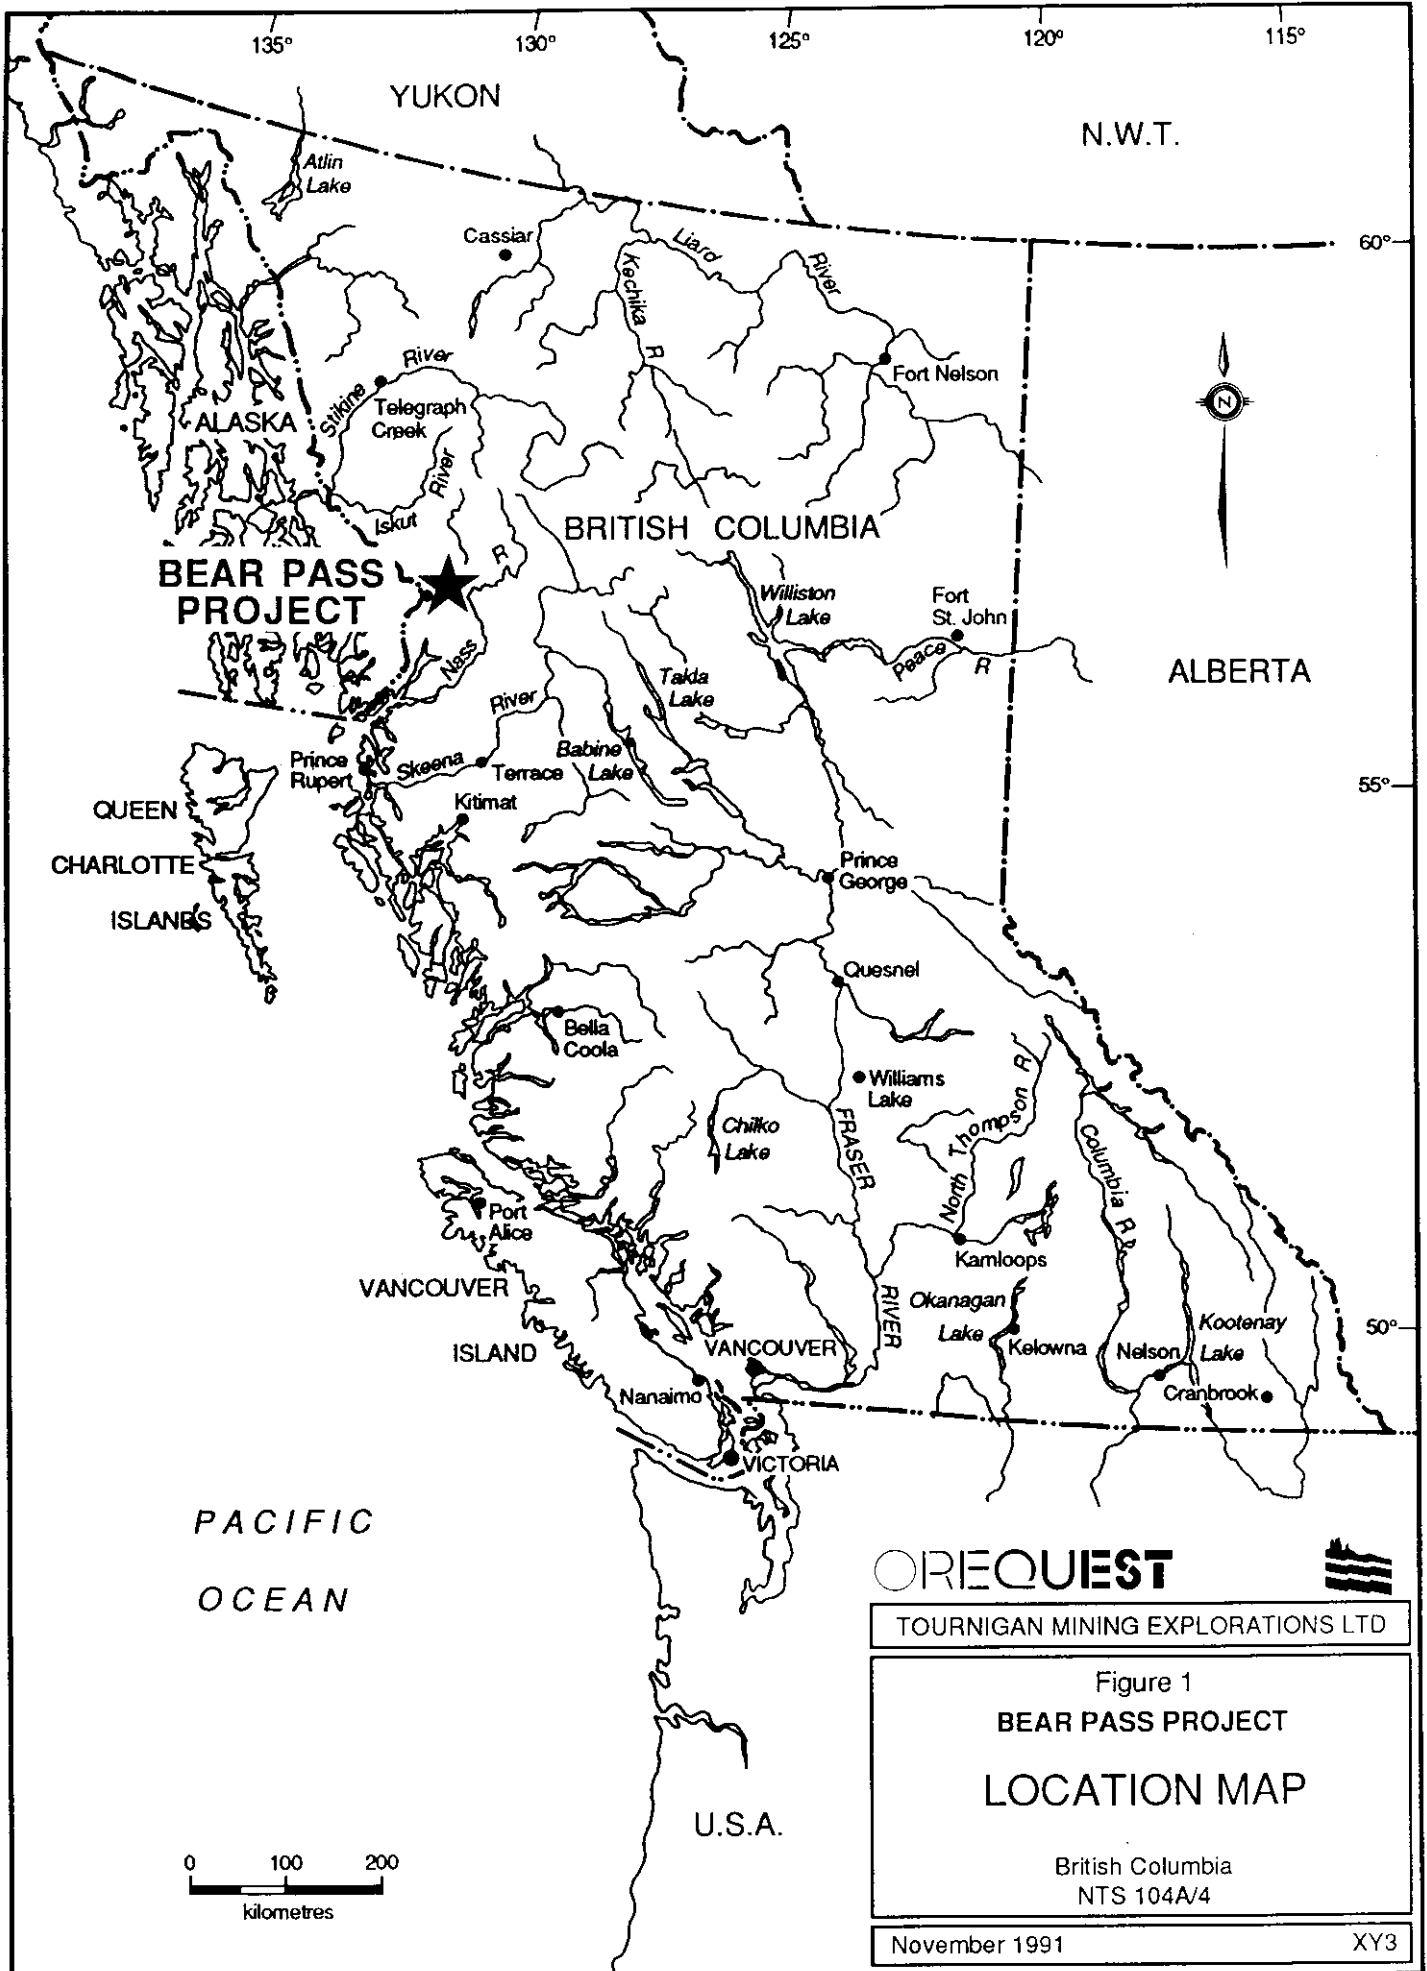 135°
130°
125°
120°
115°
YUKON
N.W.T.
Atlin
Lake
Cassiar
Liard
River
60°
Kechika
R
River
Stikine
Telegraph
Creek
Fort Nelson
N
ALASKA
River
Iskut
BRITISH COLUMBIA
R
BEAR PASS
PROJECT
Williston
Lake
Fort
St. John
Peace
R
Nass
Takla
Lake
ALBERTA
River
Prince
Rupert
Skeena
Terrace
Babine
Lake
55°
Kitimat
QUEEN
CHARLOTTE
ISLANDS
Prince
George
Quesnel
Bella
Coola
Williams
Lake
North Thompson R
Chilko
Lake
FRASER
Columbia R
Port
Alice
Kamloops
VANCOUVER
ISLAND
RIVER
Okanagan
Lake
Kelowna
Kootenay
Lake
50°
VANCOUVER
Nelson
Nanaimo
Cranbrook
VICTORIA
PACIFIC
OCEAN
OREQUEST
TOURNIGAN MINING EXPLORATIONS LTD
Figure 1
BEAR PASS PROJECT
LOCATION MAP
British Columbia
NTS 104A/4
November 1991
XY3
U.S.A.
0 100 200
kilometres